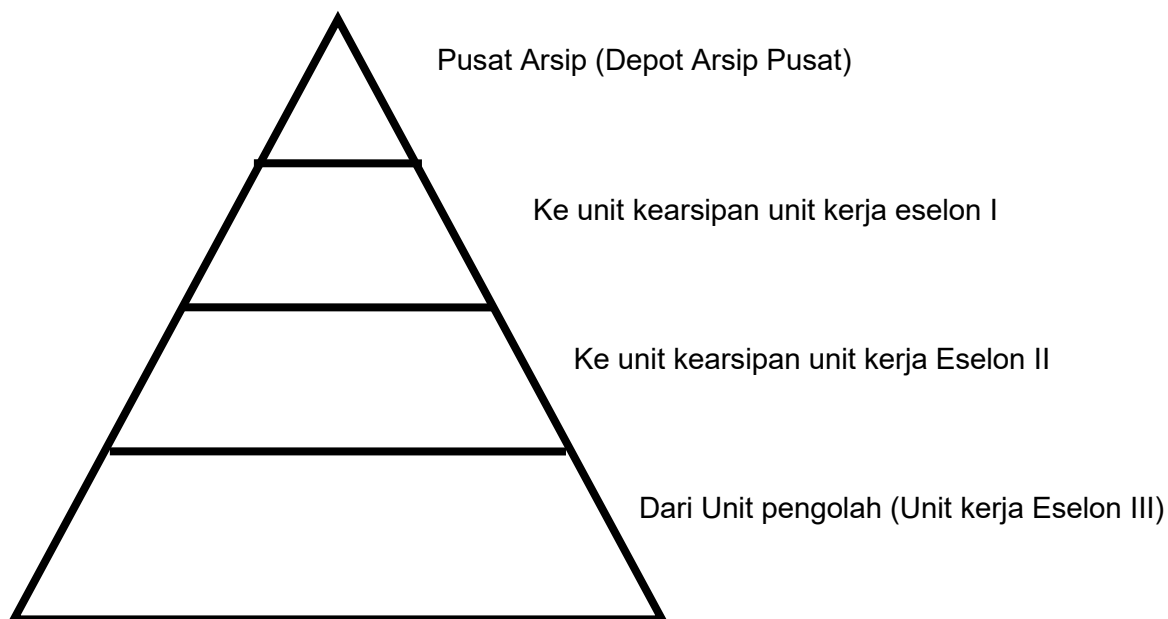 Pusat Arsip (Depot Arsip Pusat)
Ke unit kearsipan unit kerja eselon I
Ke unit kearsipan unit kerja Eselon II
Dari Unit pengolah (Unit kerja Eselon III)